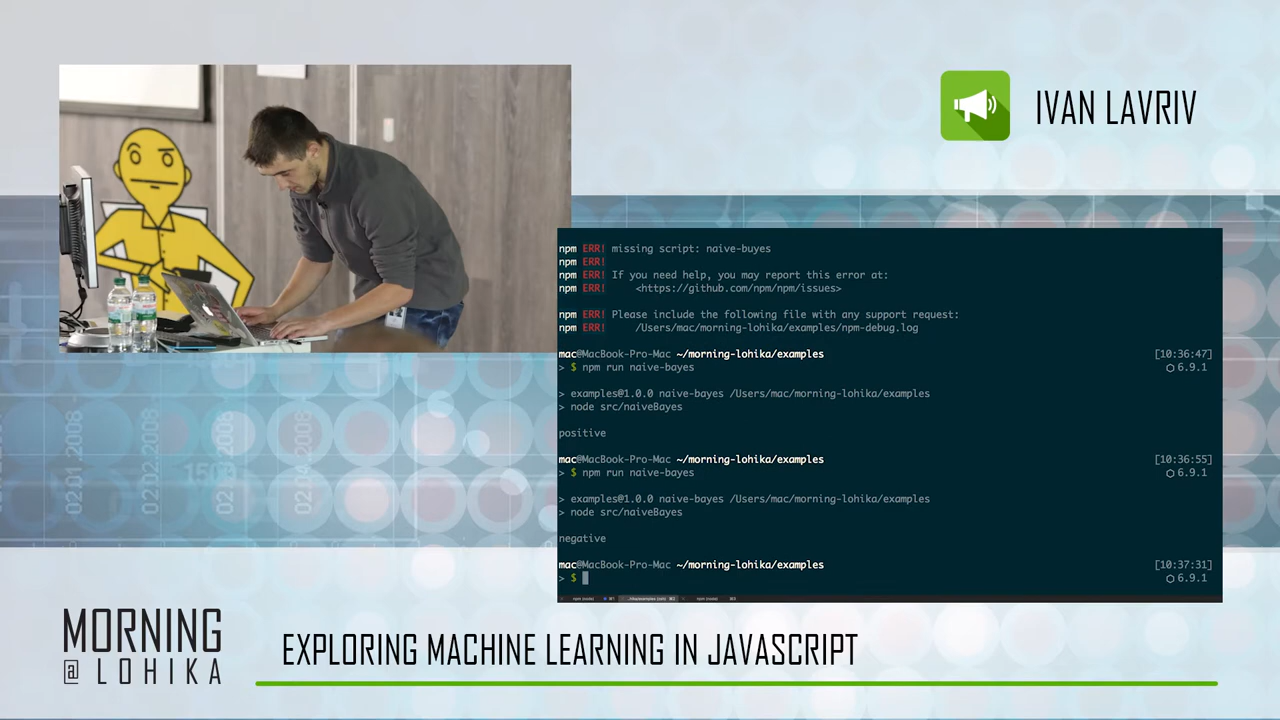 IVAN LAVRIV
npm ERR! missing script: naive-buyes
npm ERR!
npm ERR! If you need help, you may report this error at:
npm ERR!     <https://github.com/npm/npm/issues>
npm ERR! Please include the following file with any support request:
npm ERR!     /Users/mac/morning-lohika/examples/npm-debug.log
mac@MacBook-Pro-Mac ~/morning-lohika/examples [10:36:47]
> $ npm run naive-bayes ⬡ 6.9.1
> examples@1.0.0 naive-bayes /Users/mac/morning-lohika/examples
> node src/naiveBayes
positive
mac@MacBook-Pro-Mac ~/morning-lohika/examples [10:36:55]
> $ npm run naive-bayes ⬡ 6.9.1
> examples@1.0.0 naive-bayes /Users/mac/morning-lohika/examples
> node src/naiveBayes
negative
mac@MacBook-Pro-Mac ~/morning-lohika/examples [10:37:31]
> $ ⬡ 6.9.1
02.01.2008
02.02.2008
MORNING
@ LOHIKA
EXPLORING MACHINE LEARNING IN JAVASCRIPT